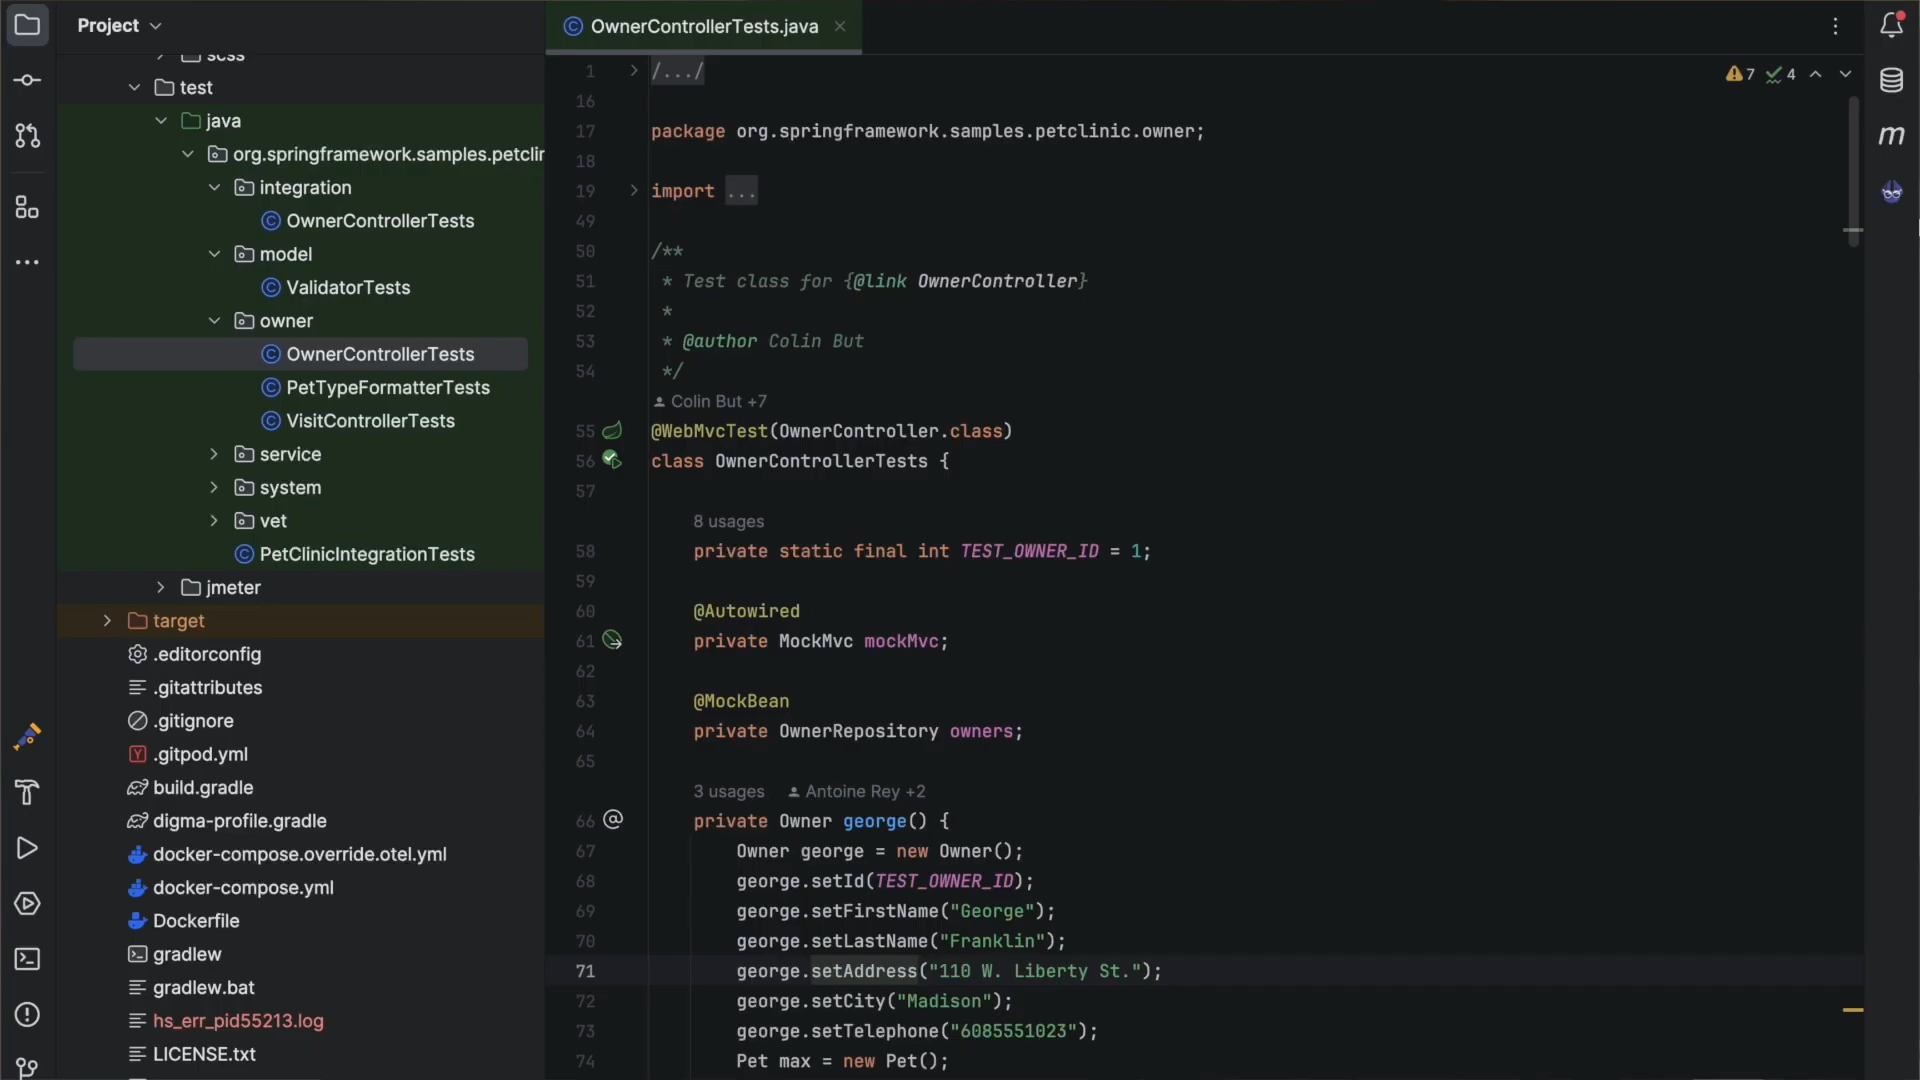 Project
scss
test
java
org.springframework.samples.petclin
integration
OwnerControllerTests
model
ValidatorTests
owner
OwnerControllerTests
PetTypeFormatterTests
VisitControllerTests
service
system
vet
PetClinicIntegrationTests
jmeter
target
.editorconfig
.gitattributes
.gitignore
.gitpod.yml
build.gradle
digma-profile.gradle
docker-compose.override.otel.yml
docker-compose.yml
Dockerfile
gradlew
gradlew.bat
hs_err_pid55213.log
LICENSE.txt
OwnerControllerTests.java
7 4
1 /.../
16
17 package org.springframework.samples.petclinic.owner;
18
19 import ...
49
50 /**
51 * Test class for {@link OwnerController}
52 *
53 * @author Colin But
54 */
Colin But +7
55 @WebMvcTest(OwnerController.class)
56 class OwnerControllerTests {
57
8 usages
58 private static final int TEST_OWNER_ID = 1;
59
60 @Autowired
61 private MockMvc mockMvc;
62
63 @MockBean
64 private OwnerRepository owners;
65
3 usages Antoine Rey +2
66 @ private Owner george() {
67 Owner george = new Owner();
68 george.setId(TEST_OWNER_ID);
69 george.setFirstName("George");
70 george.setLastName("Franklin");
71 george.setAddress("110 W. Liberty St.");
72 george.setCity("Madison");
73 george.setTelephone("6085551023");
74 Pet max = new Pet();
m